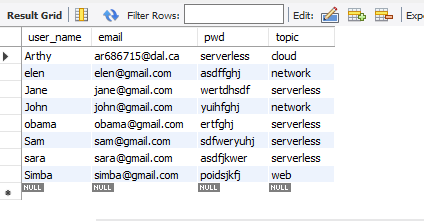 Result Grid Filter Rows: Edit: Expo
user_name email pwd topic
Arthy ar686715@dal.ca serverless cloud
elen elen@gmail.com asdffghj network
Jane jane@gmail.com wertdhsdf serverless
John john@gmail.com yuihfghj network
obama obama@gmail.com ertfghj serverless
Sam sam@gmail.com sdfweryuhj serverless
sara sara@gmail.com asdfjkwer serverless
Simba simba@gmail.com poidsjkfj web
NULL NULL NULL NULL